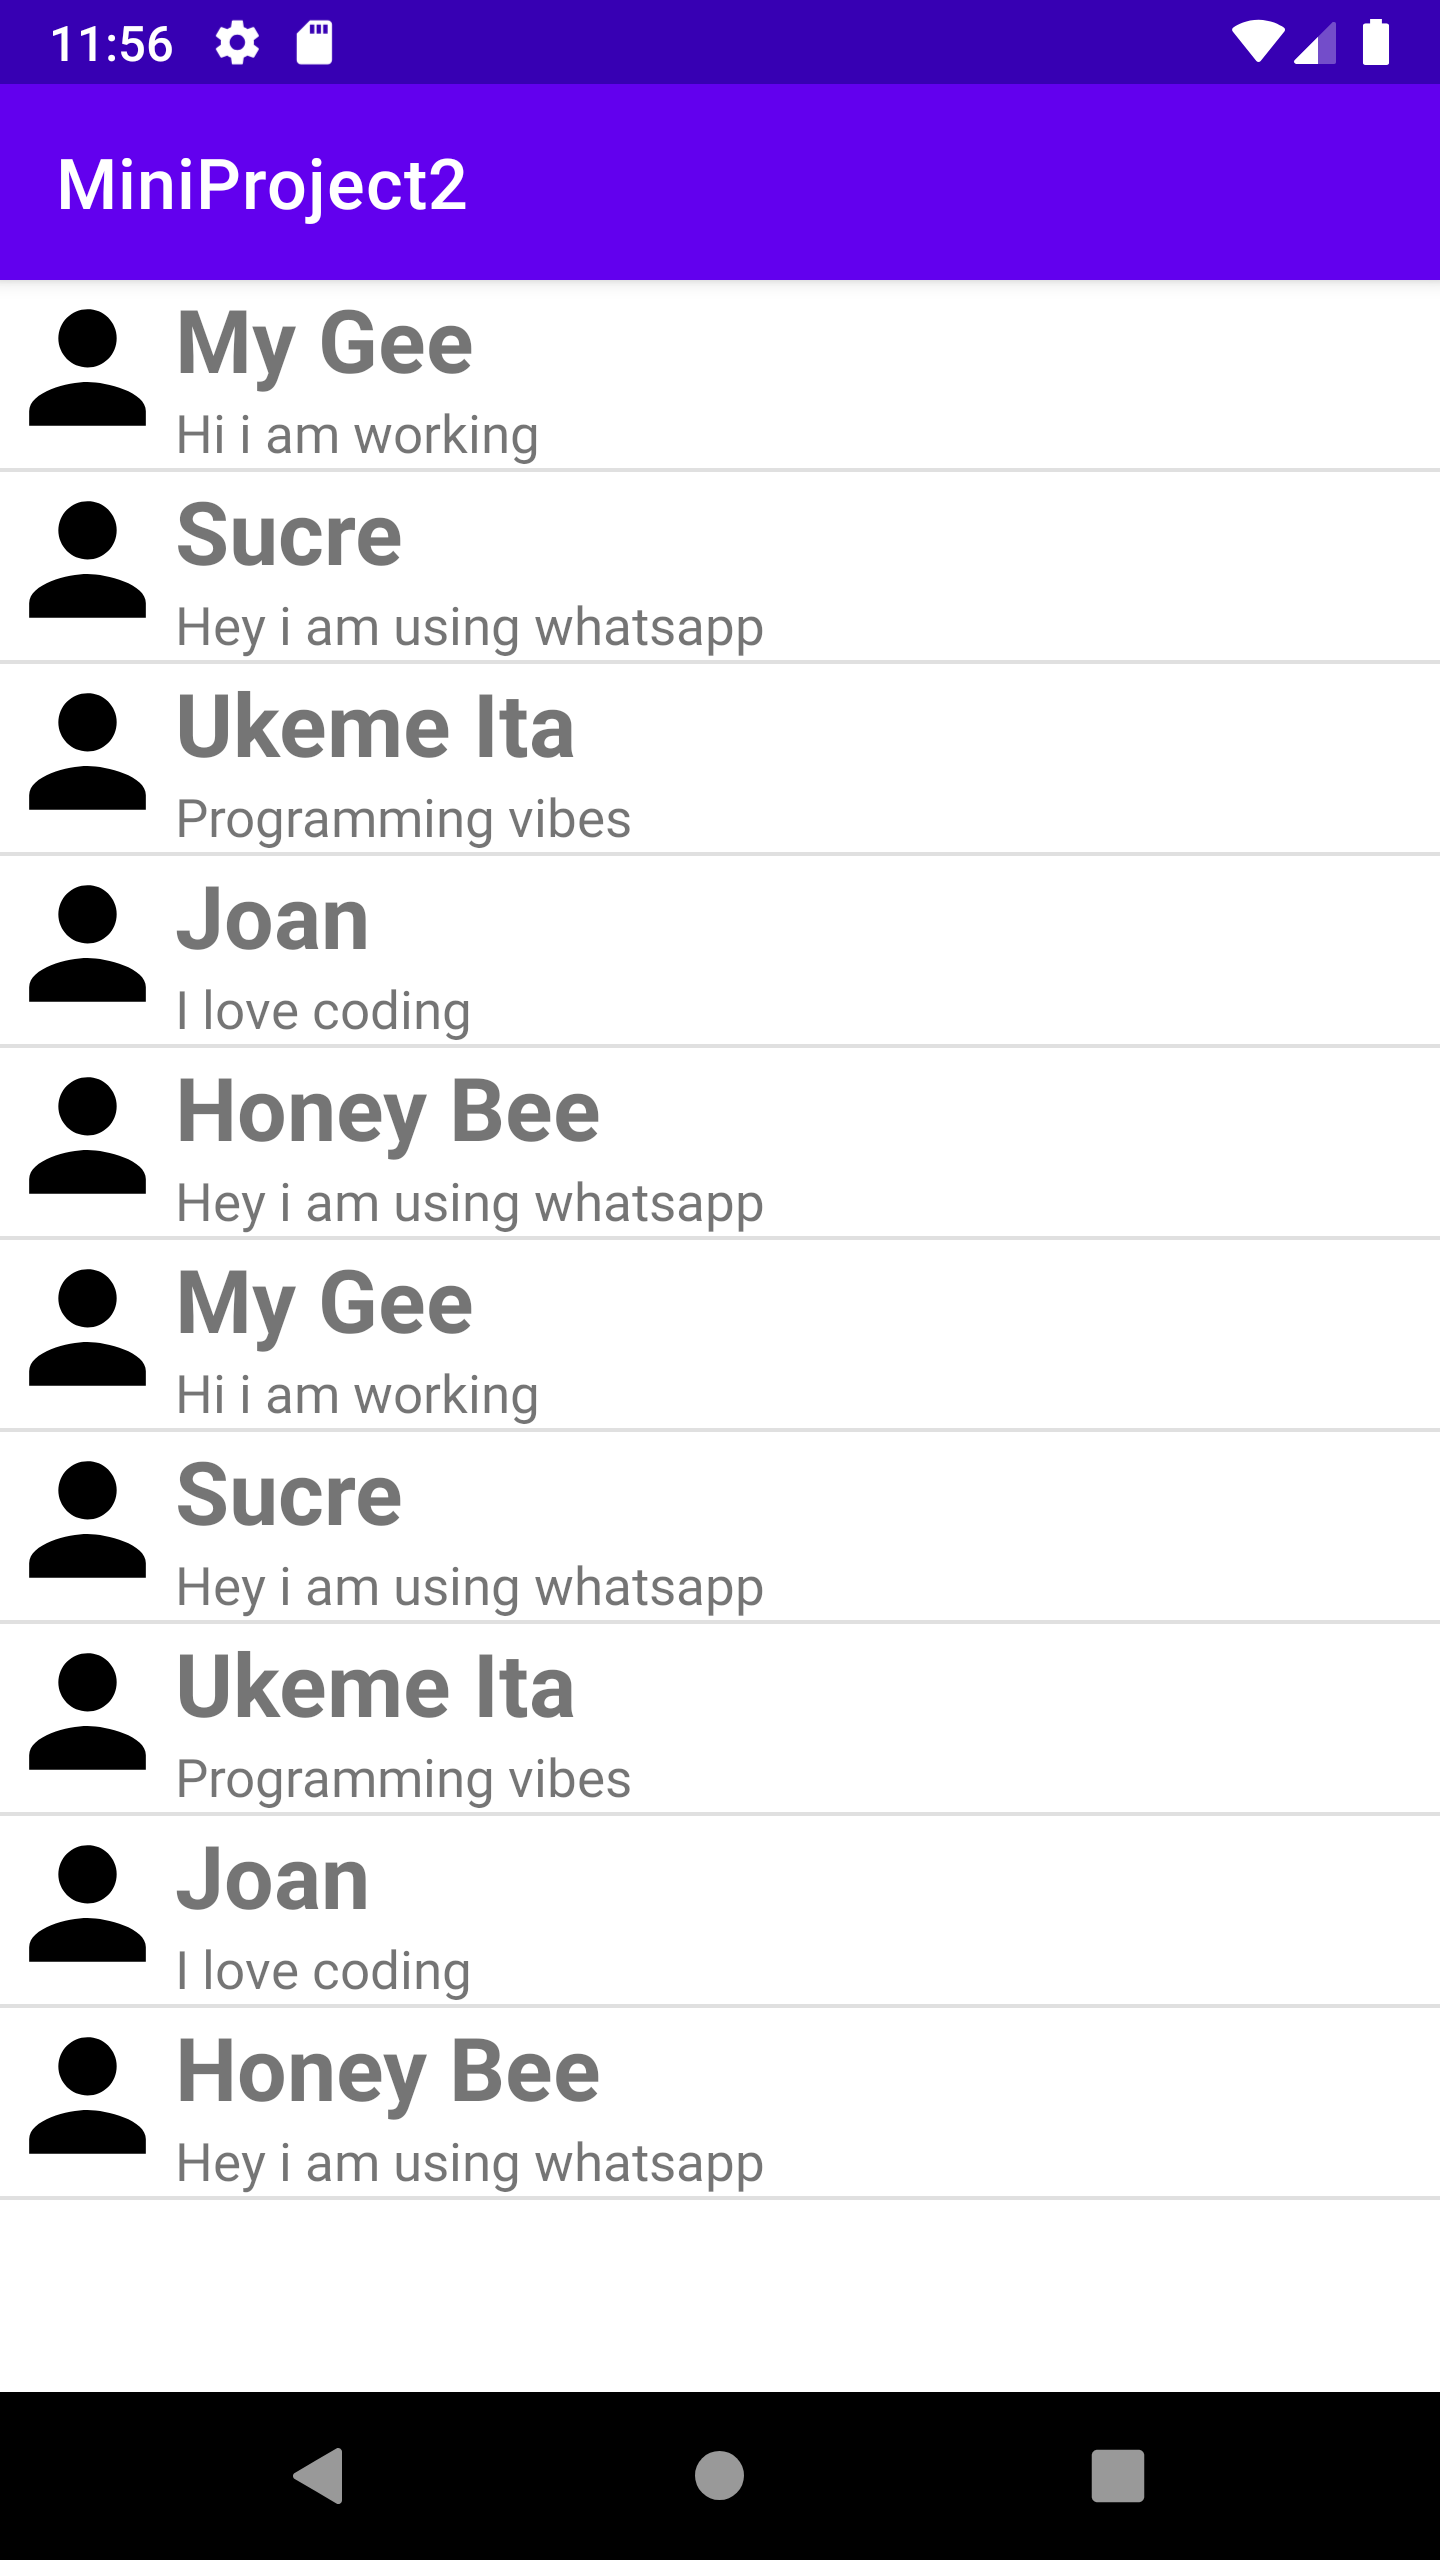 11:56
MiniProject2
My Gee
Hi i am working
Sucre
Hey i am using whatsapp
Ukeme Ita
Programming vibes
Joan
I love coding
Honey Bee
Hey i am using whatsapp
My Gee
Hi i am working
Sucre
Hey i am using whatsapp
Ukeme Ita
Programming vibes
Joan
I love coding
Honey Bee
Hey i am using whatsapp